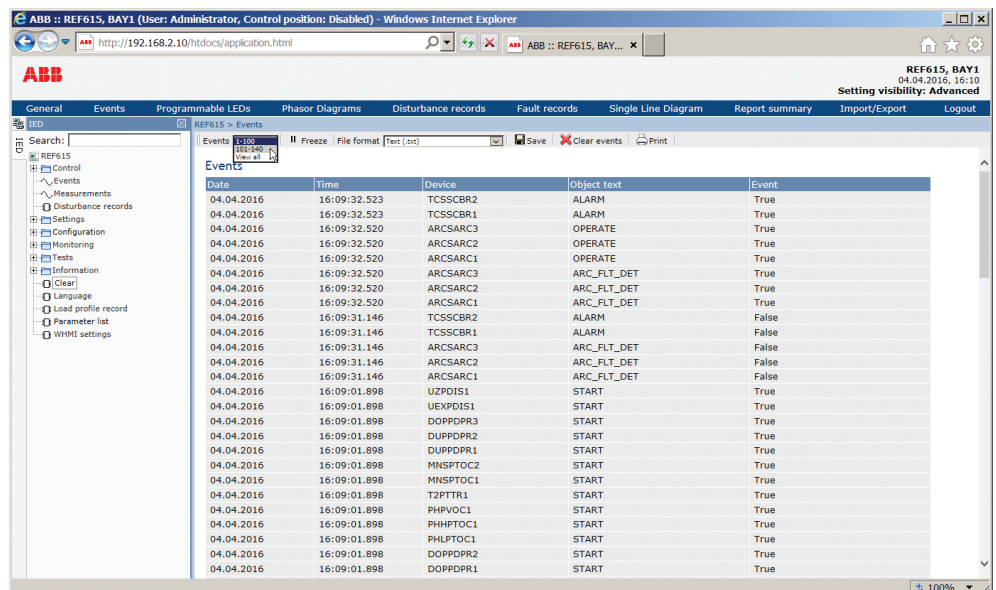 ABB :: REF615, BAY1 (User: Administrator, Control position: Disabled) - Windows Internet Explorer
ABB http://192.168.2.10/htdocs/application.html ABB ABB :: REF615, BAY... ×
ABB
REF615, BAY1
04.04.2016, 16:10
Setting visibility: Advanced
General Events Programmable LEDs Phasor Diagrams Disturbance records Fault records Single Line Diagram Report summary Import/Export Logout
IED
IED
Search:
REF615
Control
Events
Measurements
Disturbance records
Settings
Configuration
Monitoring
Tests
Information
Clear
Language
Load profile record
Parameter list
WHMI settings
REF615 > Events
Events 1-100 Freeze File format Text (.txt) Save Clear events Print
101-140
View all
Events
Date Time Device Object text Event
04.04.2016 16:09:32.523 TCSSCBR2 ALARM True
04.04.2016 16:09:32.523 TCSSCBR1 ALARM True
04.04.2016 16:09:32.520 ARCSARC3 OPERATE True
04.04.2016 16:09:32.520 ARCSARC2 OPERATE True
04.04.2016 16:09:32.520 ARCSARC1 OPERATE True
04.04.2016 16:09:32.520 ARCSARC3 ARC_FLT_DET True
04.04.2016 16:09:32.520 ARCSARC2 ARC_FLT_DET True
04.04.2016 16:09:32.520 ARCSARC1 ARC_FLT_DET True
04.04.2016 16:09:31.146 TCSSCBR2 ALARM False
04.04.2016 16:09:31.146 TCSSCBR1 ALARM False
04.04.2016 16:09:31.146 ARCSARC3 ARC_FLT_DET False
04.04.2016 16:09:31.146 ARCSARC2 ARC_FLT_DET False
04.04.2016 16:09:31.146 ARCSARC1 ARC_FLT_DET False
04.04.2016 16:09:01.898 UZPDIS1 START True
04.04.2016 16:09:01.898 UEXPDIS1 START True
04.04.2016 16:09:01.898 DOPPDPR3 START True
04.04.2016 16:09:01.898 DUPPDPR2 START True
04.04.2016 16:09:01.898 DUPPDPR1 START True
04.04.2016 16:09:01.898 MNSPTOC2 START True
04.04.2016 16:09:01.898 MNSPTOC1 START True
04.04.2016 16:09:01.898 T2PTTR1 START True
04.04.2016 16:09:01.898 PHPVOC1 START True
04.04.2016 16:09:01.898 PHHPTOC1 START True
04.04.2016 16:09:01.898 PHLPTOC1 START True
04.04.2016 16:09:01.898 DOPPDPR2 START True
04.04.2016 16:09:01.898 DOPPDPR1 START True
100%